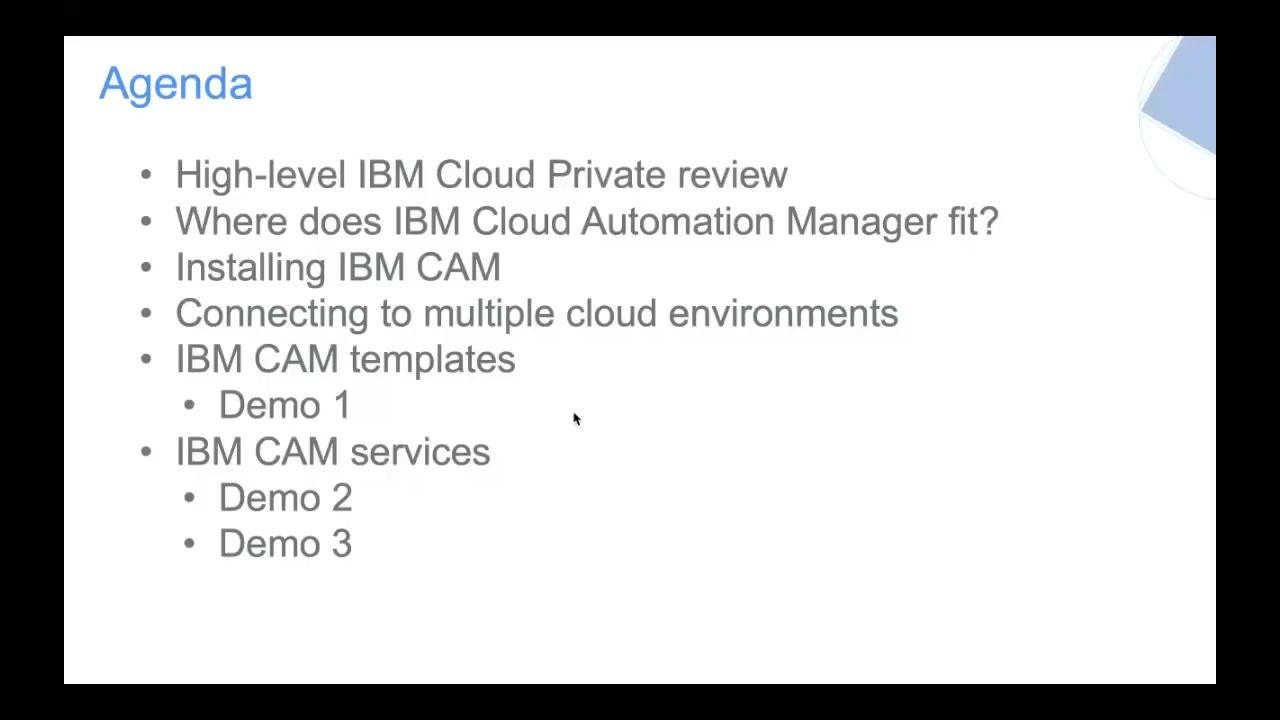 Agenda
• High-level IBM Cloud Private review
• Where does IBM Cloud Automation Manager fit?
• Installing IBM CAM
• Connecting to multiple cloud environments
• IBM CAM templates
• Demo 1
• IBM CAM services
• Demo 2
• Demo 3